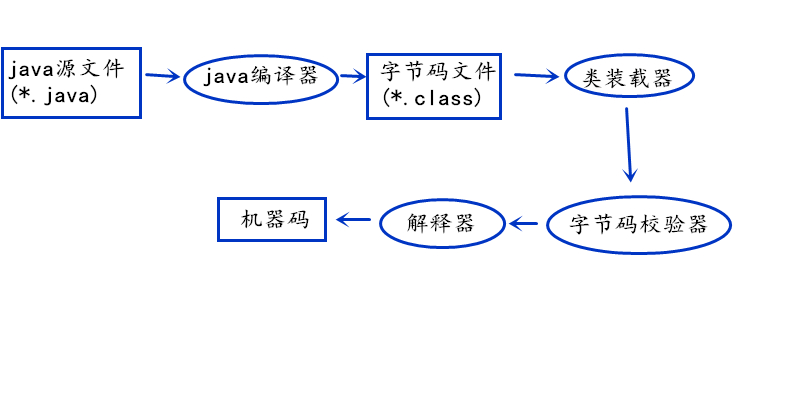 java源文件
(*.java)
java编译器
字节码文件
(*.class)
类装载器
字节码校验器
解释器
机器码